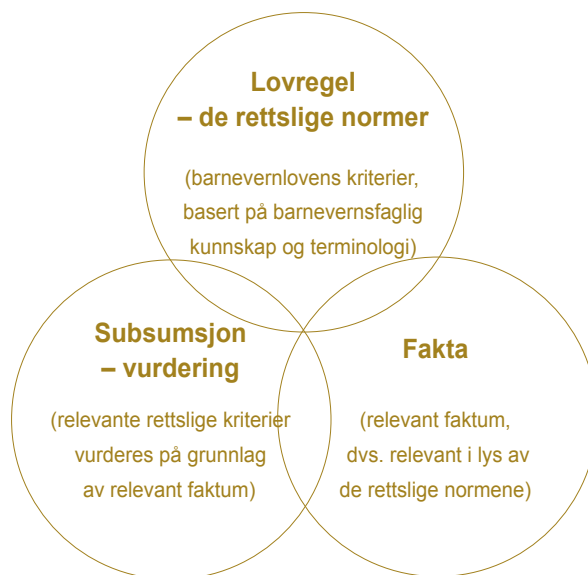 Lovregel
– de rettslige normer
(barnevernlovens kriterier,
basert på barnevernsfaglig
kunnskap og terminologi)
Subsumsjon
– vurdering
(relevante rettslige kriterier
vurderes på grunnlag
av relevant faktum)
Fakta
(relevant faktum,
dvs. relevant i lys av
de rettslige normene)